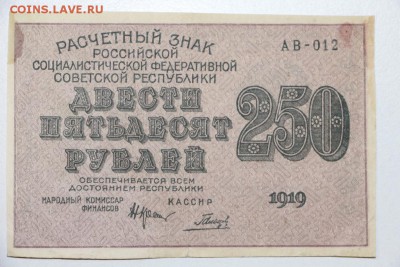 COINS.LAVE.RU
РАСЧЕТНЫЙ ЗНАК
РОССИЙСКОЙ
СОЦИАЛИСТИЧЕСКОЙ ФЕДЕРАТИВНОЙ
СОВЕТСКОЙ РЕСПУБЛИКИ
АВ-012
ДВЕСТИ
ПЯТЬДЕСЯТ
РУБЛЕЙ
250
ОБЕСПЕЧИВАЕТСЯ ВСЕМ
ДОСТОЯНИЕМ РЕСПУБЛИКИ
1919
НАРОДНЫЙ КОМИССАР
ФИНАНСОВ
КАССИР